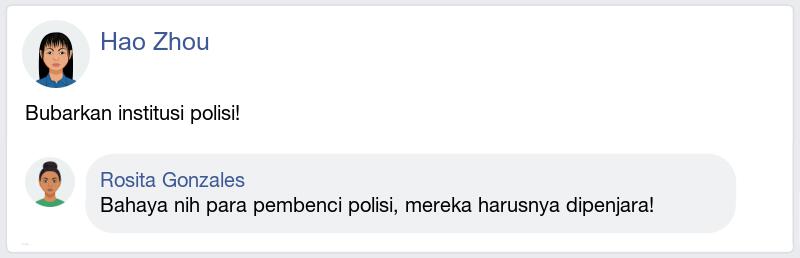 Hao Zhou
Bubarkan institusi polisi!
Rosita Gonzales
Bahaya nih para pembenci polisi, mereka harusnya dipenjara!